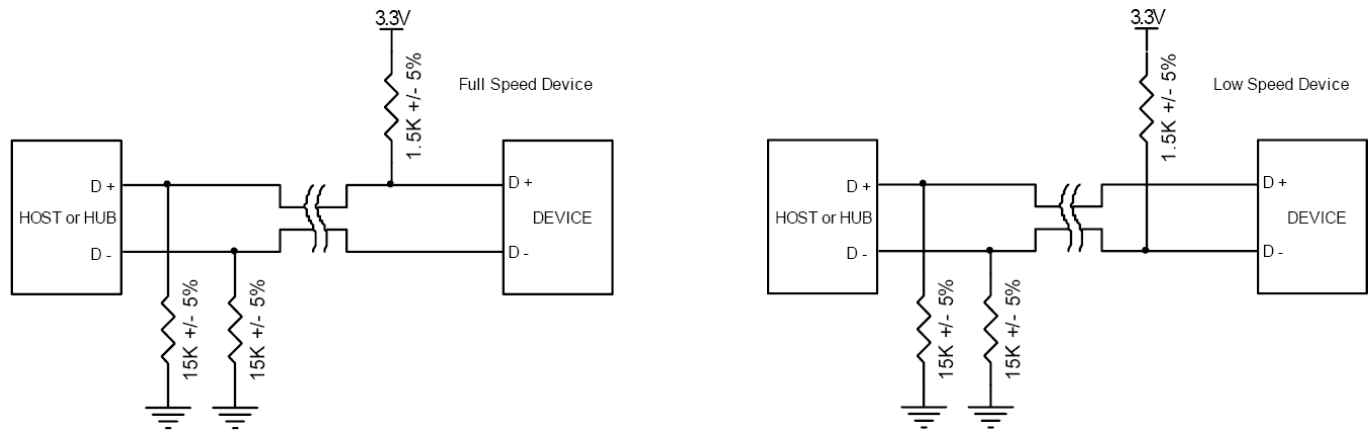 3.3V
1.5K +/- 5%
Full Speed Device
HOST or HUB
D +
D -
D +
D -
DEVICE
15K +/- 5%
15K +/- 5%
3.3V
1.5K +/- 5%
Low Speed Device
HOST or HUB
D +
D -
D +
D -
DEVICE
15K +/- 5%
15K +/- 5%